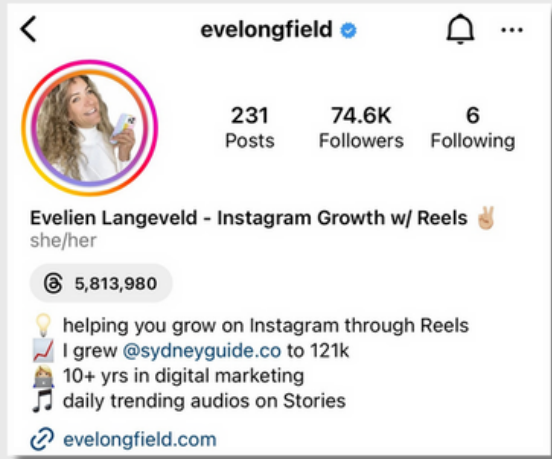 evelongfield
231 74.6K 6
Posts Followers Following
Evelien Langeveld - Instagram Growth w/ Reels ✌🏼
she/her
5,813,980
💡 helping you grow on Instagram through Reels
📈 I grew @sydneyguide.co to 121k
👩🏼‍💻 10+ yrs in digital marketing
🎵 daily trending audios on Stories
evelongfield.com